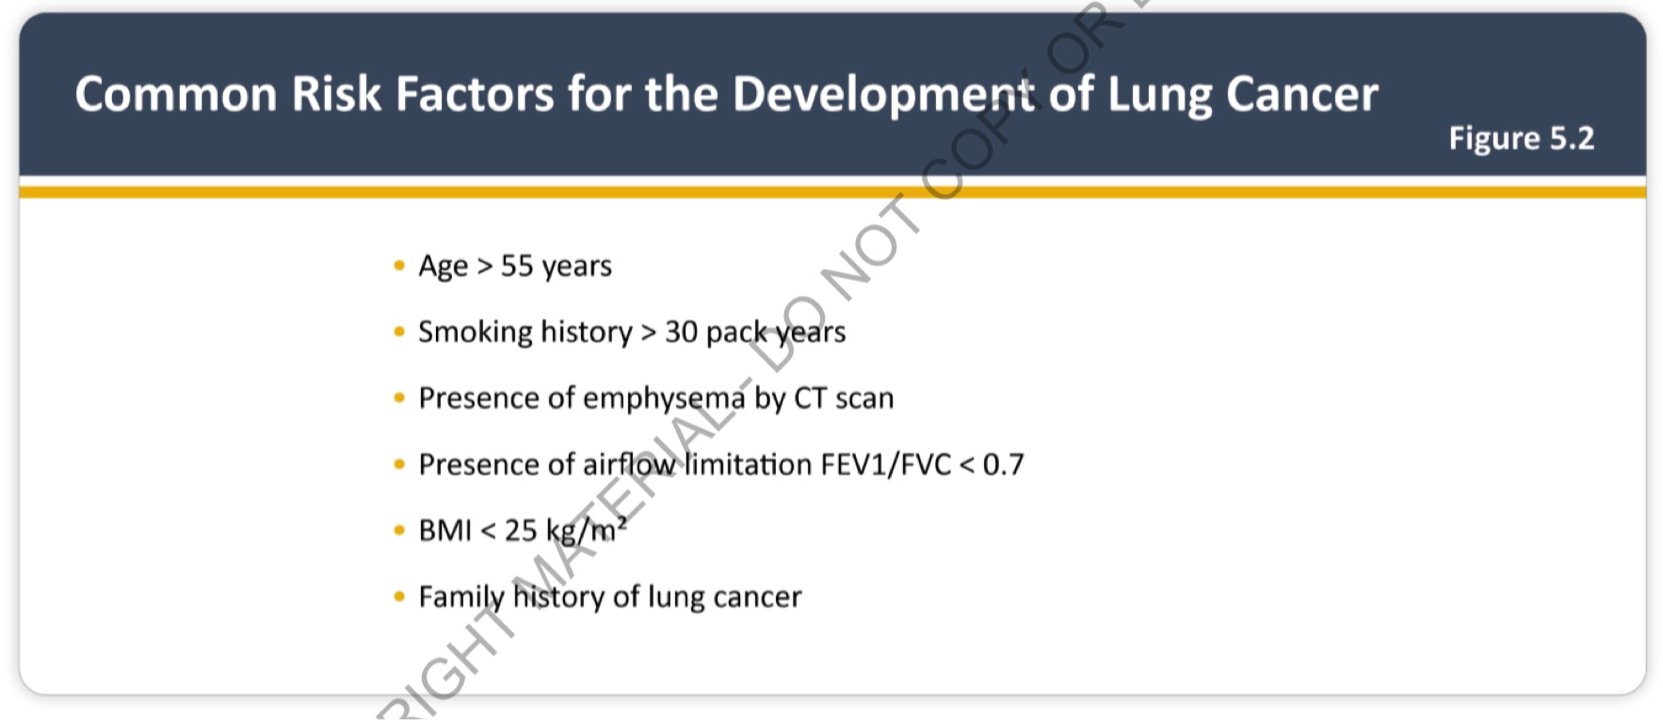 Common Risk Factors for the Development of Lung Cancer
Figure 5.2
• Age > 55 years
• Smoking history > 30 pack years
• Presence of emphysema by CT scan
• Presence of airflow limitation FEV1/FVC < 0.7
• BMI < 25 kg/m²
• Family history of lung cancer
RIGHT MATERIAL - DO NOT COPY OR